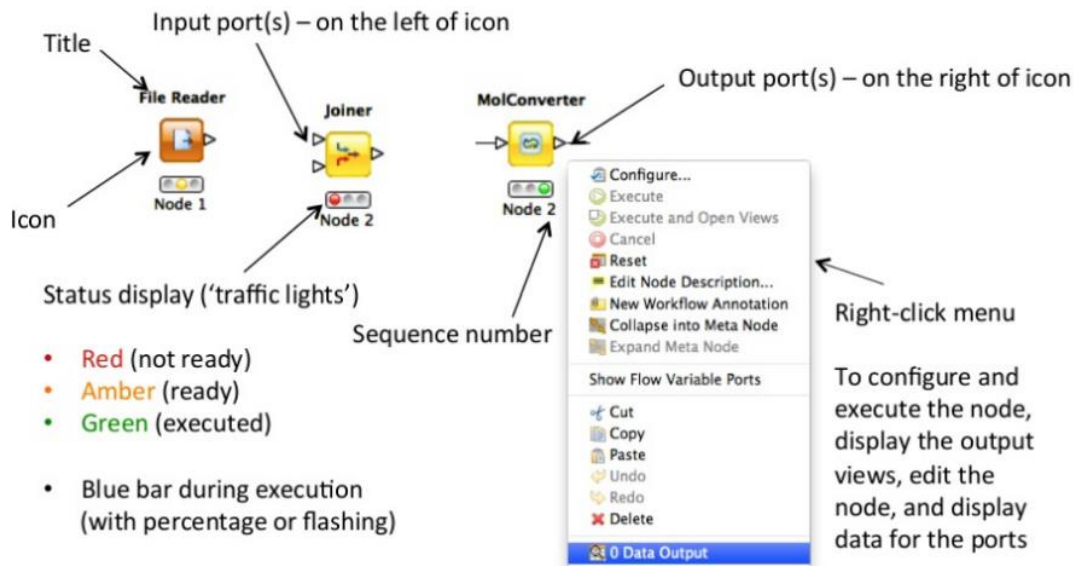 Input port(s) – on the left of icon
Title
Output port(s) – on the right of icon
File Reader
Joiner
MolConverter
Node 1
Node 2
Node 2
Icon
Status display (‘traffic lights’)
• Red (not ready)
• Amber (ready)
• Green (executed)
• Blue bar during execution
(with percentage or flashing)
Sequence number
Configure...
Execute
Execute and Open Views
Cancel
Reset
Edit Node Description...
New Workflow Annotation
Collapse into Meta Node
Expand Meta Node
Show Flow Variable Ports
Cut
Copy
Paste
Undo
Redo
Delete
0 Data Output
Right-click menu
To configure and
execute the node,
display the output
views, edit the
node, and display
data for the ports